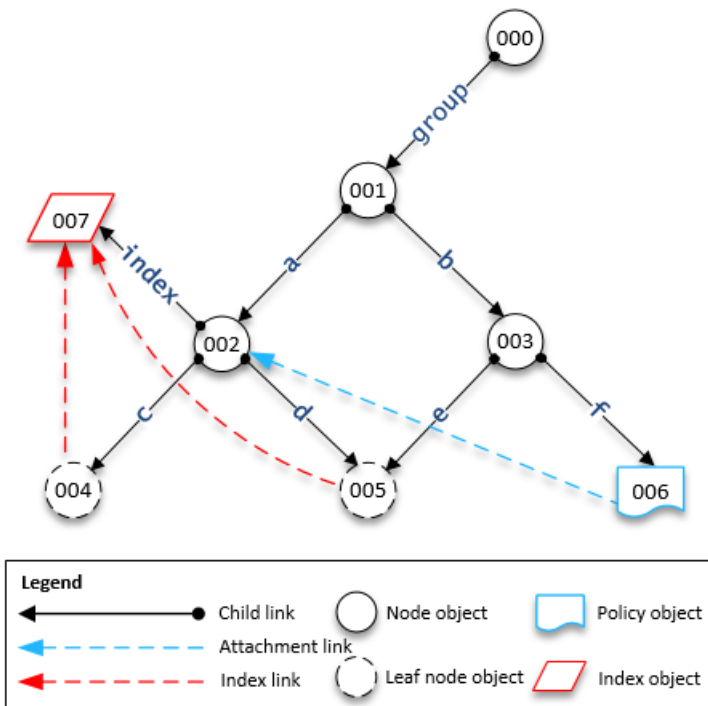 000
group
001
007
a
b
index
002
003
c
d
e
f
004
005
006
Legend
Child link
Node object
Policy object
Attachment link
Index link
Leaf node object
Index object